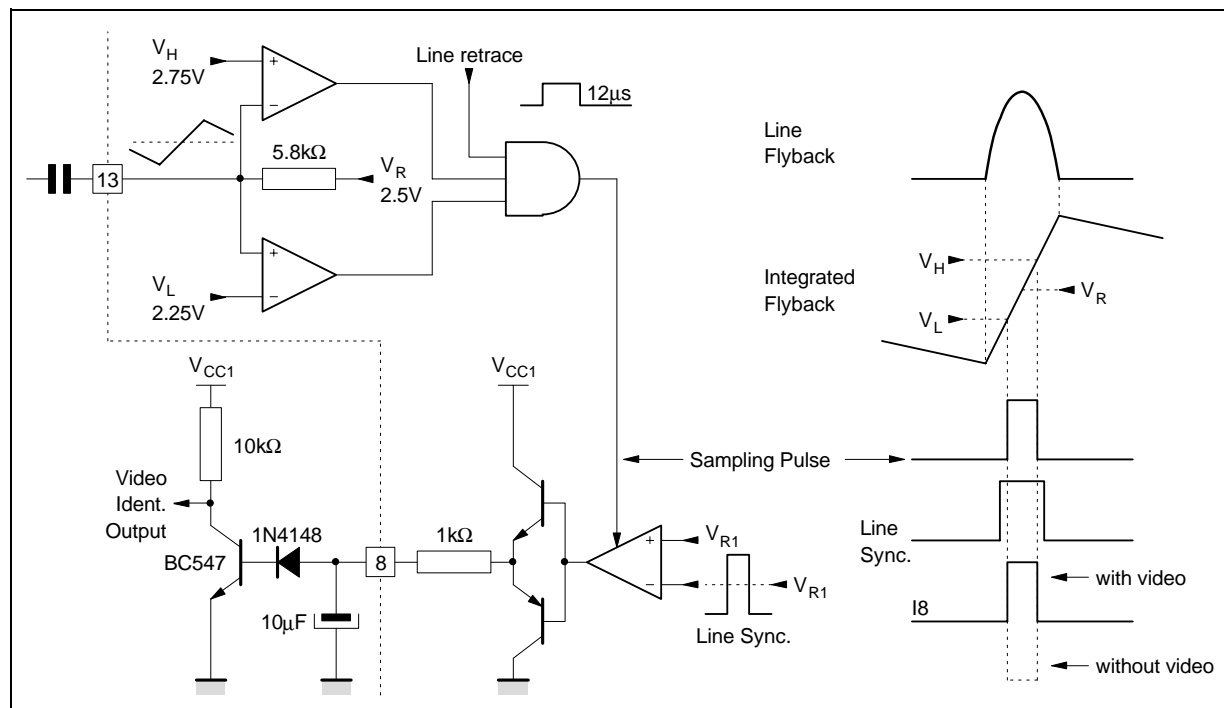 V_H
2.75V
+
−
Line retrace
12μs
13
5.8kΩ
V_R
2.5V
+
−
V_L
2.25V
V_CC1
10kΩ
Video
Ident.
Output
1N4148
BC547
10μF
8
1kΩ
V_CC1
Sampling Pulse
+
−
V_R1
V_R1
Line Sync.
Line
Flyback
Integrated
Flyback
V_H
V_R
V_L
Line
Sync.
with video
I8
without video